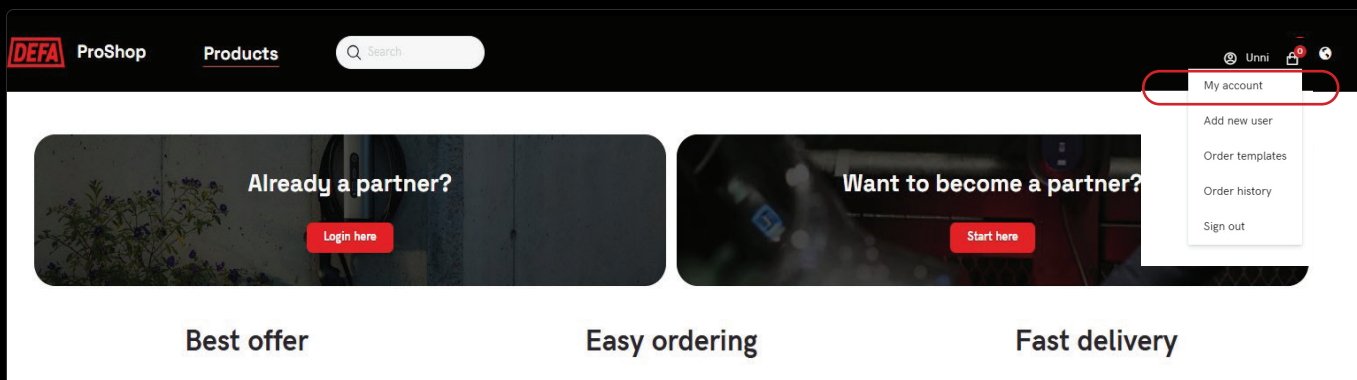 DEFA ProShop Products Search Unni 0
My account
Add new user
Order templates
Order history
Sign out
Already a partner?
Login here
Want to become a partner?
Start here
Best offer Easy ordering Fast delivery